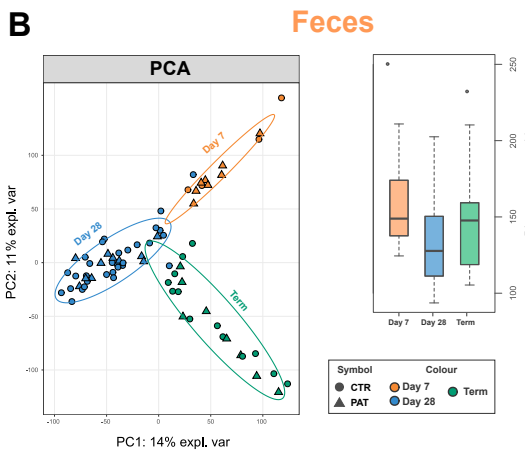 B
Feces
PCA
Day 7
Day 28
Term
100
50
0
-50
-100
-100
-50
0
50
100
PC2: 11% expl. var
PC1: 14% expl. var
250
200
150
100
Day 7
Day 28
Term
Symbol
Colour
CTR
Day 7
Term
PAT
Day 28